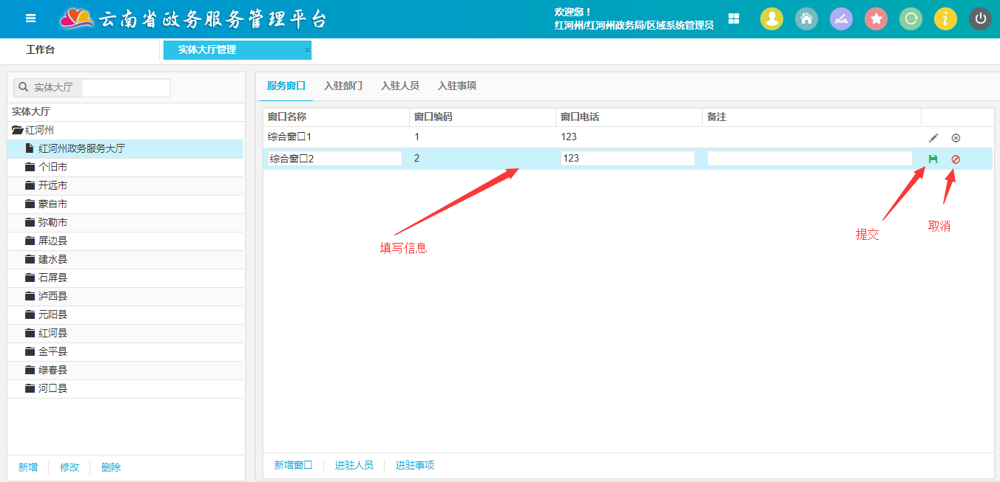 云南省政务服务管理平台
欢迎您！
红河州/红河州政务局/区域系统管理员
工作台
实体大厅管理 ×
实体大厅
实体大厅
红河州
红河州政务服务大厅
个旧市
开远市
蒙自市
弥勒市
屏边县
建水县
石屏县
泸西县
元阳县
红河县
金平县
绿春县
河口县
新增 修改 删除
服务窗口 入驻部门 入驻人员 入驻事项
窗口名称 窗口编码 窗口电话 备注
综合窗口1 1 123
综合窗口2 2 123
填写信息
提交
取消
新增窗口 进驻人员 进驻事项